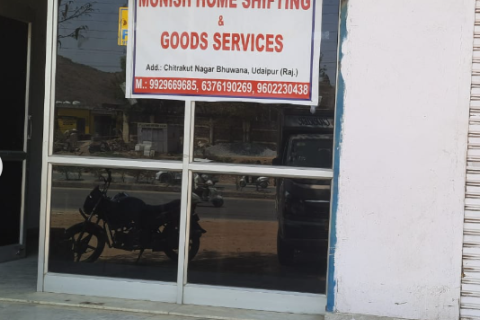 MONISH HOME SHIFTING
&
GOODS SERVICES
Add.: Chitrakut Nagar Bhuwana, Udaipur (Raj.)
M.: 9929669685, 6376190269, 9602230438